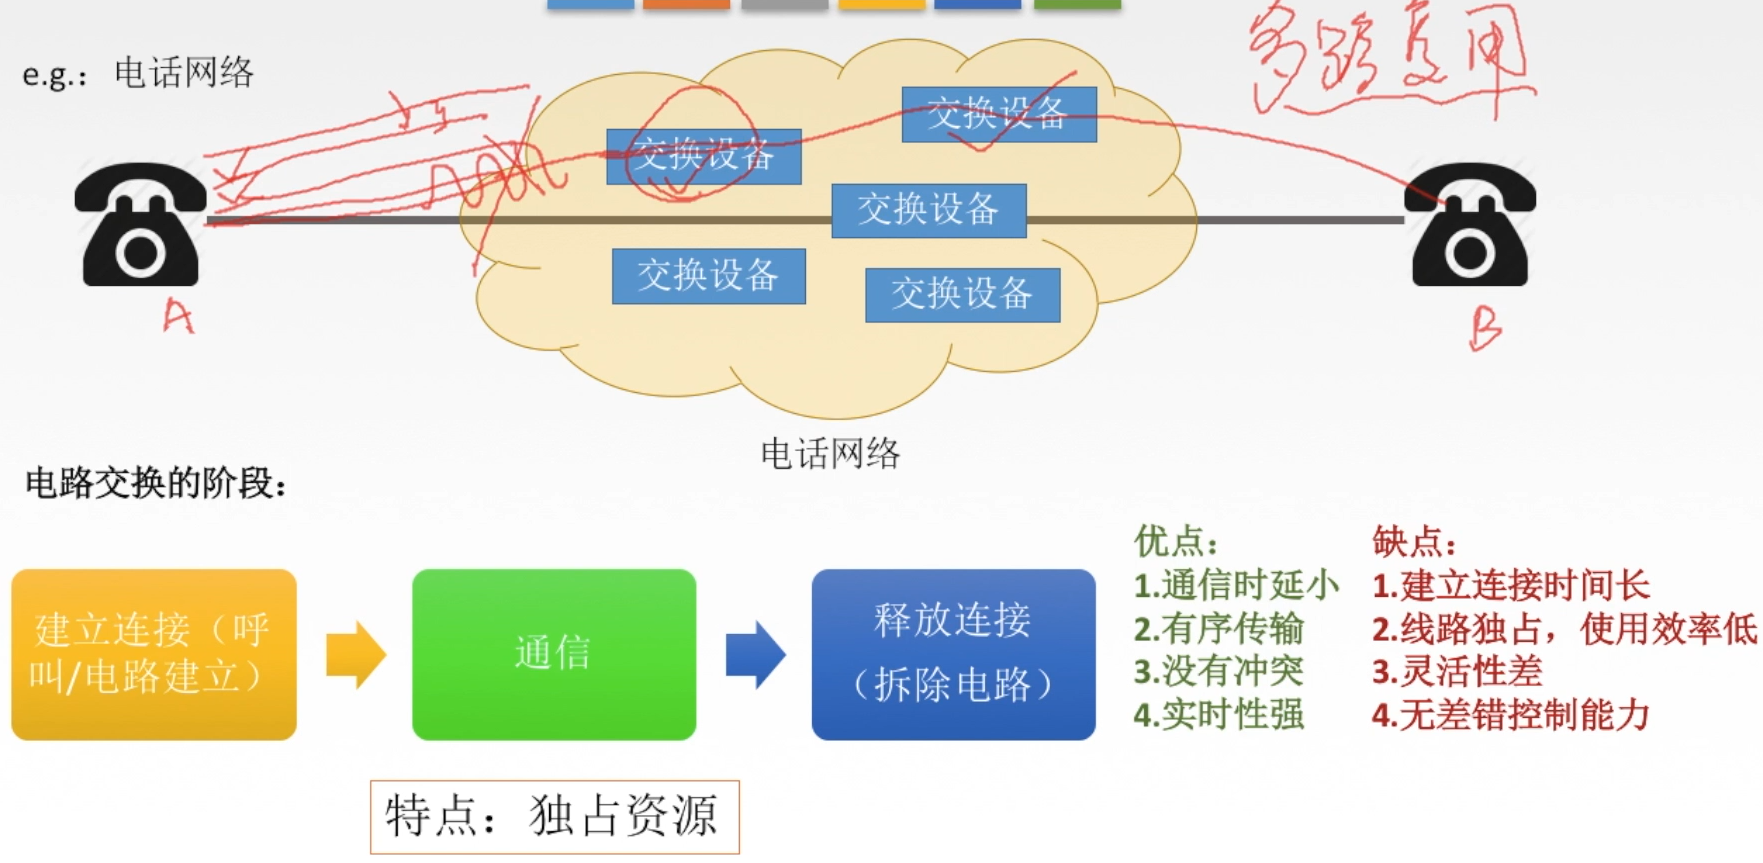 多路复用
e.g.：电话网络
交换设备
交换设备
交换设备
交换设备
交换设备
A
B
电话网络
电路交换的阶段：
建立连接（呼
叫/电路建立）
通信
释放连接
（拆除电路）
优点：
1.通信时延小
2.有序传输
3.没有冲突
4.实时性强
缺点：
1.建立连接时间长
2.线路独占，使用效率低
3.灵活性差
4.无差错控制能力
特点：独占资源